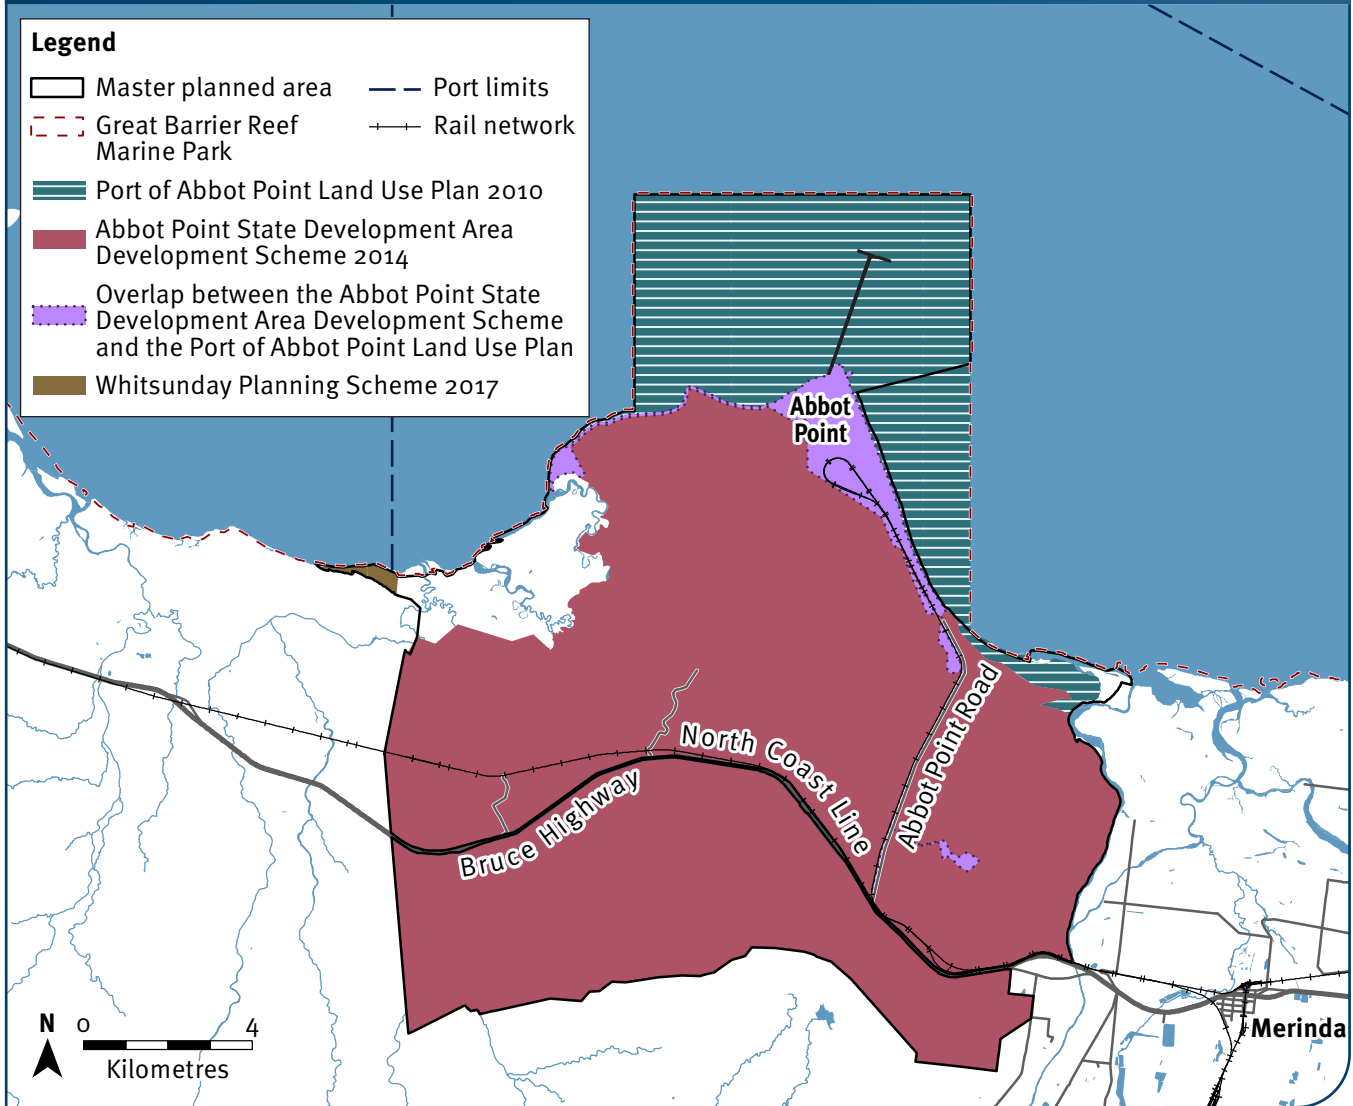 Legend
Master planned area
Port limits
Great Barrier Reef
Marine Park
Rail network
Port of Abbot Point Land Use Plan 2010
Abbot Point State Development Area
Development Scheme 2014
Overlap between the Abbot Point State
Development Area Development Scheme
and the Port of Abbot Point Land Use Plan
Whitsunday Planning Scheme 2017
Abbot
Point
Abbot Point Road
North Coast Line
Bruce Highway
Merinda
N 0 4
Kilometres